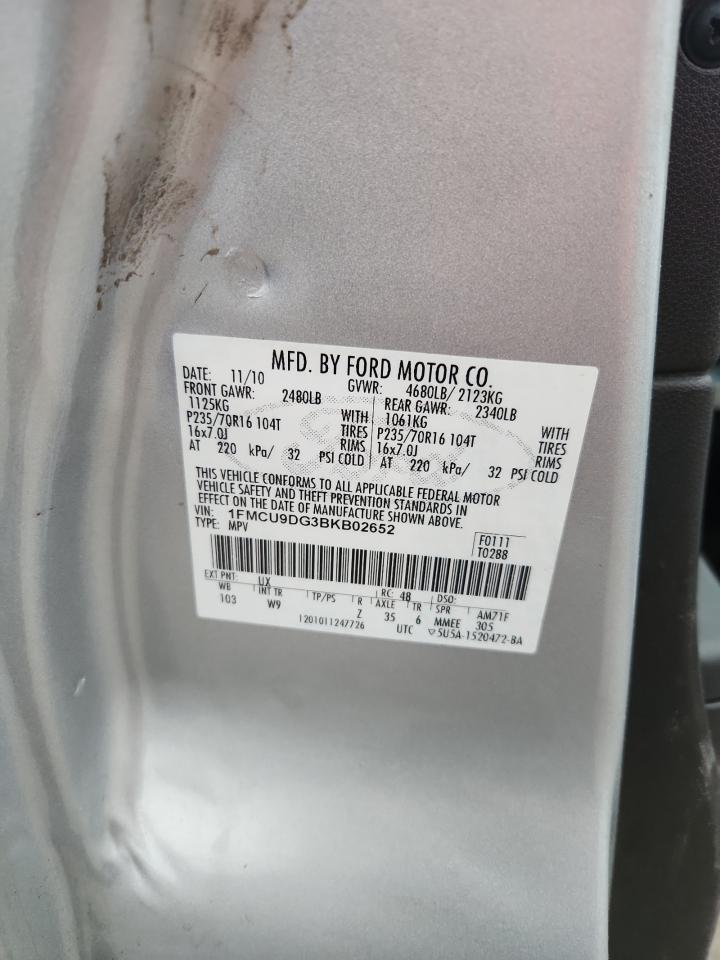 MFD. BY FORD MOTOR CO.
DATE: 11/10 GVWR: 4680LB/ 2123KG
FRONT GAWR: 2480LB REAR GAWR: 2340LB
1125KG WITH 1061KG WITH
P235/70R16 104T TIRES P235/70R16 104T TIRES
16x7.0J RIMS 16x7.0J RIMS
AT 220 kPa/ 32 PSI COLD AT 220 kPa/ 32 PSI COLD
THIS VEHICLE CONFORMS TO ALL APPLICABLE FEDERAL MOTOR
VEHICLE SAFETY AND THEFT PREVENTION STANDARDS IN
EFFECT ON THE DATE OF MANUFACTURE SHOWN ABOVE.
VIN: 1FMCU9DG3BKB02652
TYPE: MPV
F0111
T0288
EXT PNT: UX RC: 48 DSO:
WB INT TR TP/PS R AXLE TR SPR AM71F
103 W9 Z 35 6 MMEE 305
1201011247726 UTC ▽5U5A-1520472-BA